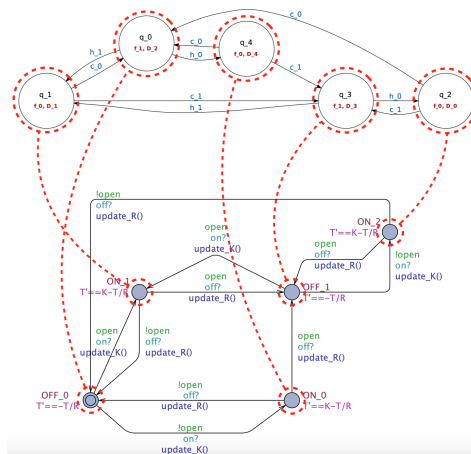 c_0
q_0
f_1, D_2
c_0
h_0
q_4
f_0, D_4
h_1
c_0
c_1
q_1
f_0, D_1
c_1
h_1
q_3
f_1, D_3
h_0
c_1
q_2
f_0, D_0
!open
off?
update_R()
ON_2
T'==K-T/R
open
on?
update_K()
open
off?
update_R()
!open
on?
update_K()
ON_1
T'==K-T/R
open
off?
update_R()
OFF_1
T'==-T/R
open
on?
update_K()
!open
off?
update_R()
open
off?
update_R()
OFF_0
T'==-T/R
!open
off?
update_R()
ON_0
T'==K-T/R
!open
on?
update_K()